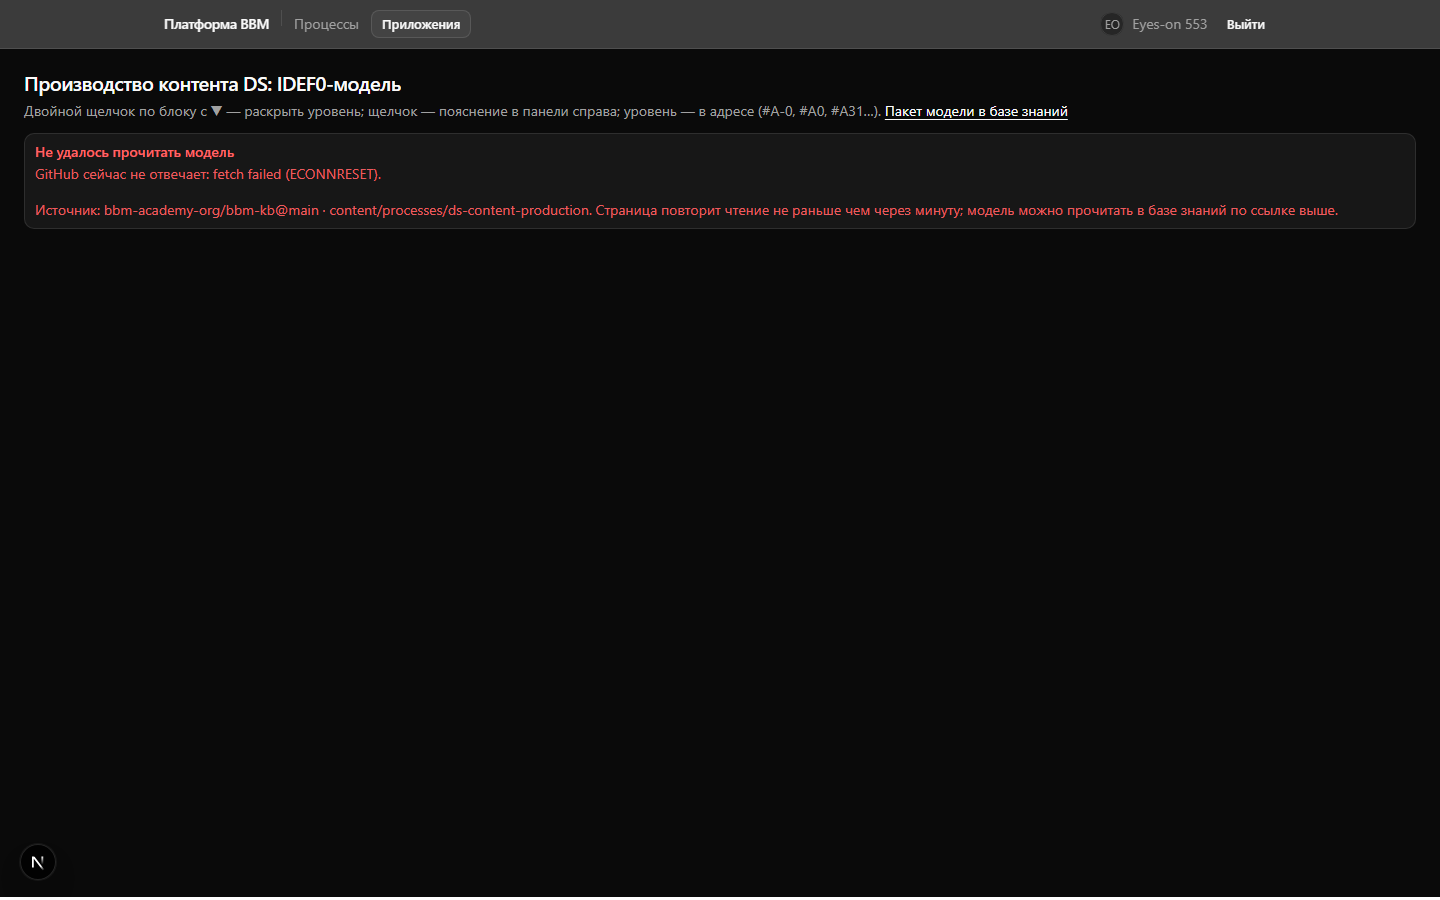 Платформа BBM
Процессы
Приложения
EO
Eyes-on 553
Выйти
Производство контента DS: IDEF0-модель
Двойной щелчок по блоку с ▼ — раскрыть уровень; щелчок — пояснение в панели справа; уровень — в адресе (#A-0, #A0, #A31…). Пакет модели в базе знаний
Не удалось прочитать модель
GitHub сейчас не отвечает: fetch failed (ECONNRESET).
Источник: bbm-academy-org/bbm-kb@main · content/processes/ds-content-production. Страница повторит чтение не раньше чем через минуту; модель можно прочитать в базе знаний по ссылке выше.
N